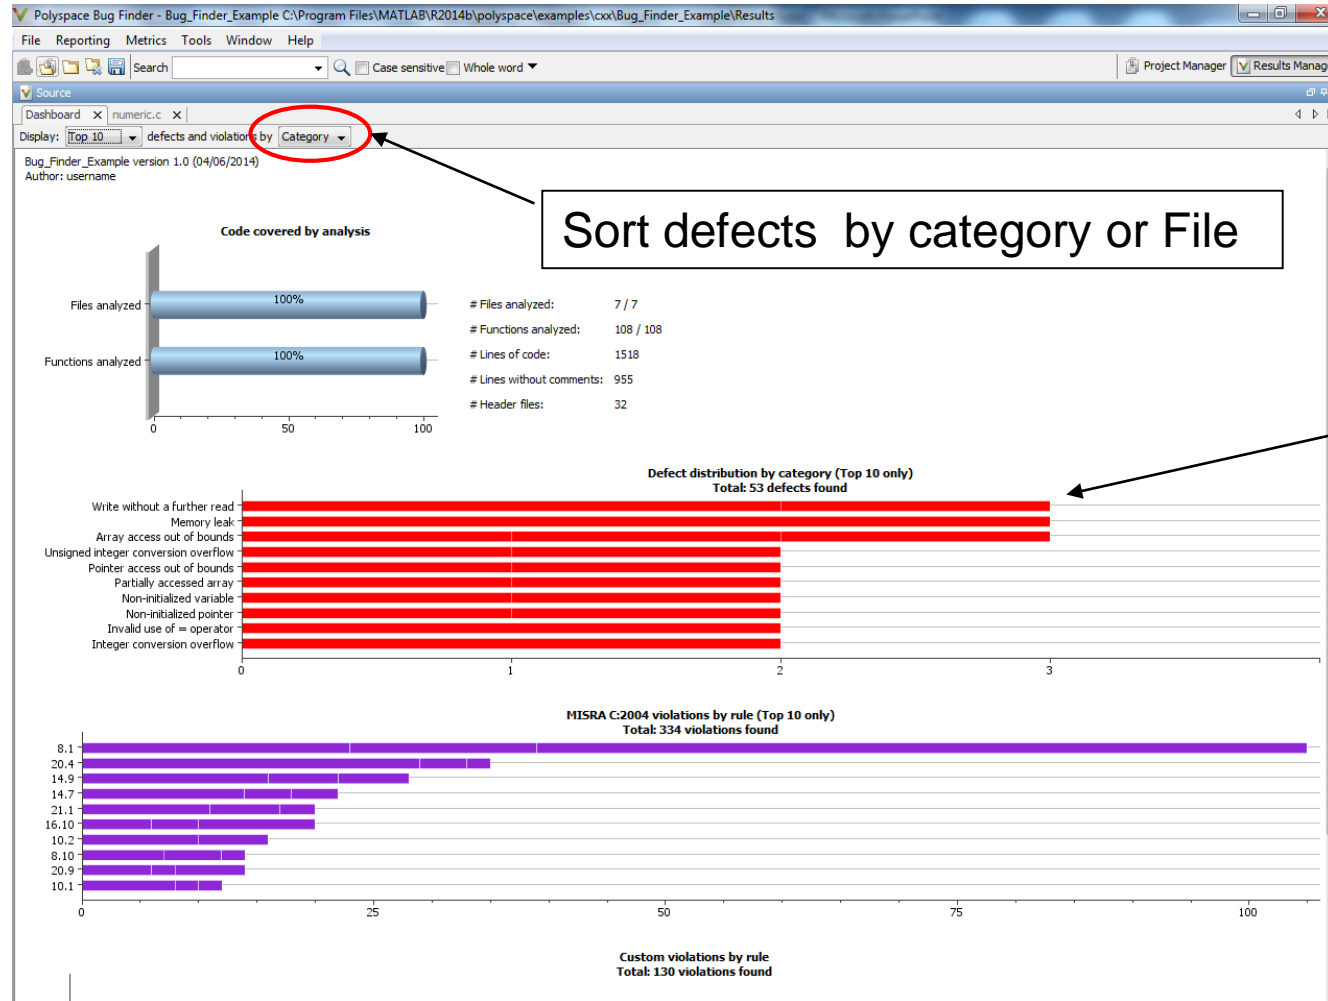 Polyspace Bug Finder - Bug_Finder_Example C:\Program Files\MATLAB\R2014b\polyspace\examples\cxx\Bug_Finder_Example\Results
File Reporting Metrics Tools Window Help
Search Case sensitive Whole word Project Manager Results Manag
Source
Dashboard X numeric.c X
Display: Top 10 defects and violations by Category
Bug_Finder_Example version 1.0 (04/06/2014)
Author: username
Sort defects by category or File
Code covered by analysis
Files analyzed 100%
Functions analyzed 100%
0 50 100
# Files analyzed: 7 / 7
# Functions analyzed: 108 / 108
# Lines of code: 1518
# Lines without comments: 955
# Header files: 32
Defect distribution by category (Top 10 only)
Total: 53 defects found
Write without a further read
Memory leak
Array access out of bounds
Unsigned integer conversion overflow
Pointer access out of bounds
Partially accessed array
Non-initialized variable
Non-initialized pointer
Invalid use of = operator
Integer conversion overflow
0 1 2 3
MISRA C:2004 violations by rule (Top 10 only)
Total: 334 violations found
8.1
20.4
14.9
14.7
21.1
16.10
10.2
8.10
20.9
10.1
0 25 50 75 100
Custom violations by rule
Total: 130 violations found